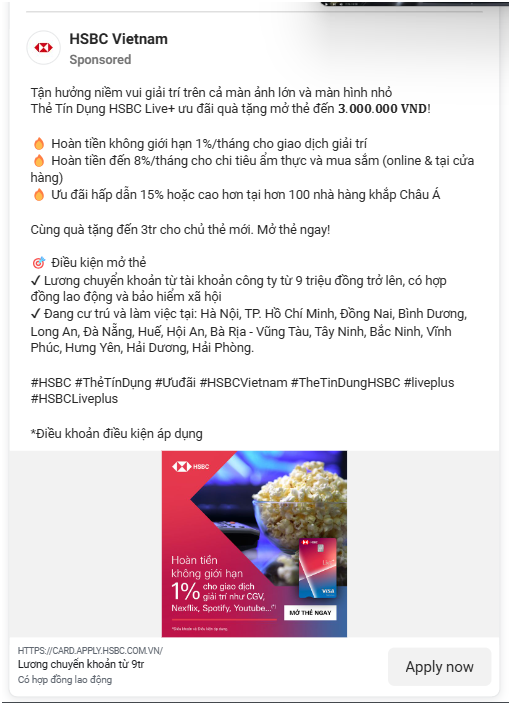 HSBC Vietnam
Sponsored
Tận hưởng niềm vui giải trí trên cả màn ảnh lớn và màn hình nhỏ
Thẻ Tín Dụng HSBC Live+ ưu đãi quà tặng mở thẻ đến 3.000.000 VND!
🔥 Hoàn tiền không giới hạn 1%/tháng cho giao dịch giải trí
🔥 Hoàn tiền đến 8%/tháng cho chi tiêu ẩm thực và mua sắm (online & tại cửa
hàng)
🔥 Ưu đãi hấp dẫn 15% hoặc cao hơn tại hơn 100 nhà hàng khắp Châu Á
Cùng quà tặng đến 3tr cho chủ thẻ mới. Mở thẻ ngay!
🎯 Điều kiện mở thẻ
✓ Lương chuyển khoản từ tài khoản công ty từ 9 triệu đồng trở lên, có hợp
đồng lao động và bảo hiểm xã hội
✓ Đang cư trú và làm việc tại: Hà Nội, TP. Hồ Chí Minh, Đồng Nai, Bình Dương,
Long An, Đà Nẵng, Huế, Hội An, Bà Rịa - Vũng Tàu, Tây Ninh, Bắc Ninh, Vĩnh
Phúc, Hưng Yên, Hải Dương, Hải Phòng.
#HSBC #ThẻTínDụng #Ưuđãi #HSBCVietnam #TheTinDungHSBC #liveplus
#HSBCLiveplus
*Điều khoản điều kiện áp dụng
HSBC
Hoàn tiền
không giới hạn
1% cho giao dịch
giải trí như CGV,
Nexflix, Spotify, Youtube...(*)
VISA
MỞ THẺ NGAY
*Điều khoản và Điều kiện áp dụng
HTTPS://CARD.APPLY.HSBC.COM.VN/
Lương chuyển khoản từ 9tr
Có hợp đồng lao động
Apply now